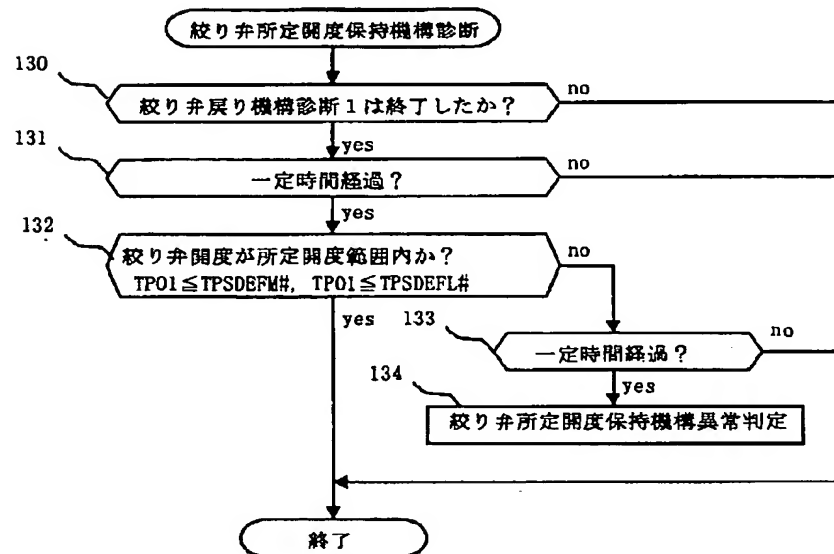 絞り弁所定開度保持機構診断
130
絞り弁戻り機構診断1は終了したか?
no
yes
131
一定時間経過?
no
yes
132
絞り弁開度が所定開度範囲内か?
TPO1≦TPSDEFM#, TPO1≦TPSDEFL#
no
yes
133
一定時間経過?
no
yes
134
絞り弁所定開度保持機構異常判定
終了